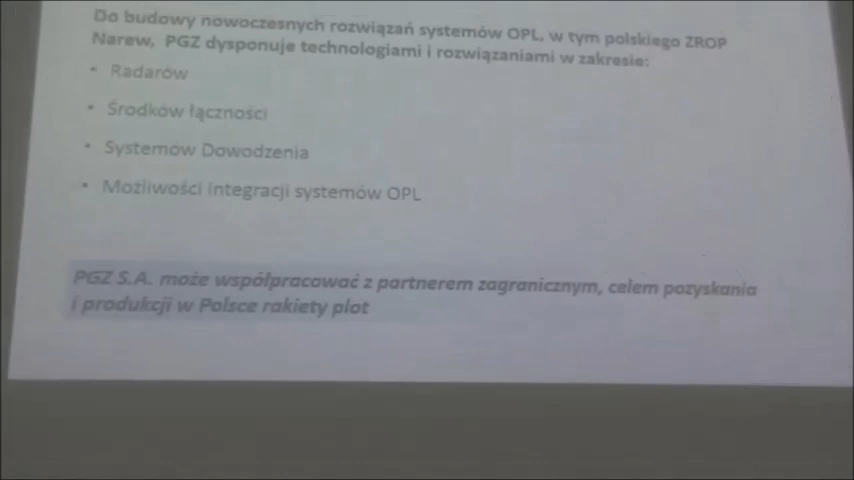 Do budowy nowoczesnych rozwiązań systemów OPL, w tym polskiego ZROP
Narew, PGZ dysponuje technologiami i rozwiązaniami w zakresie:
• Radarów
• Środków łączności
• Systemów Dowodzenia
• Możliwości integracji systemów OPL
PGZ S.A. może współpracować z partnerem zagranicznym, celem pozyskania
i produkcji w Polsce rakiety plot